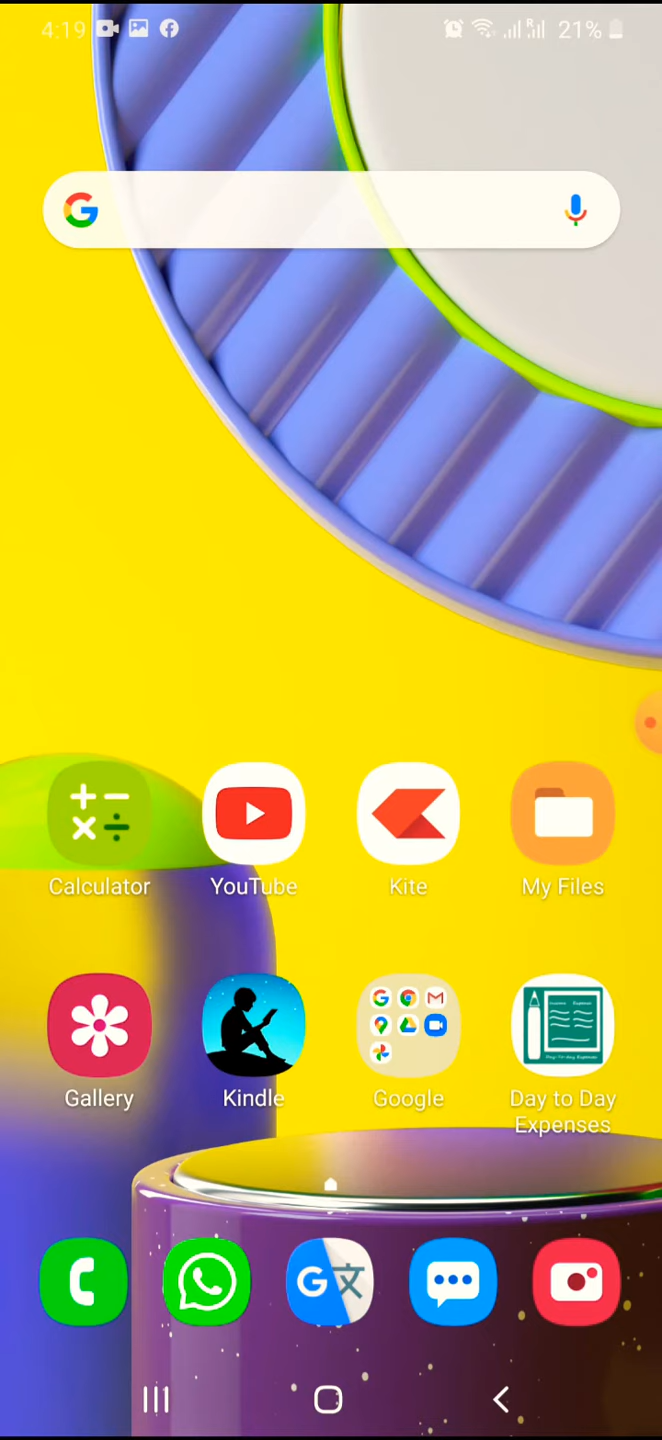 4:19
21%
Calculator
YouTube
Kite
My Files
Gallery
Kindle
Google
Day to Day
Expenses